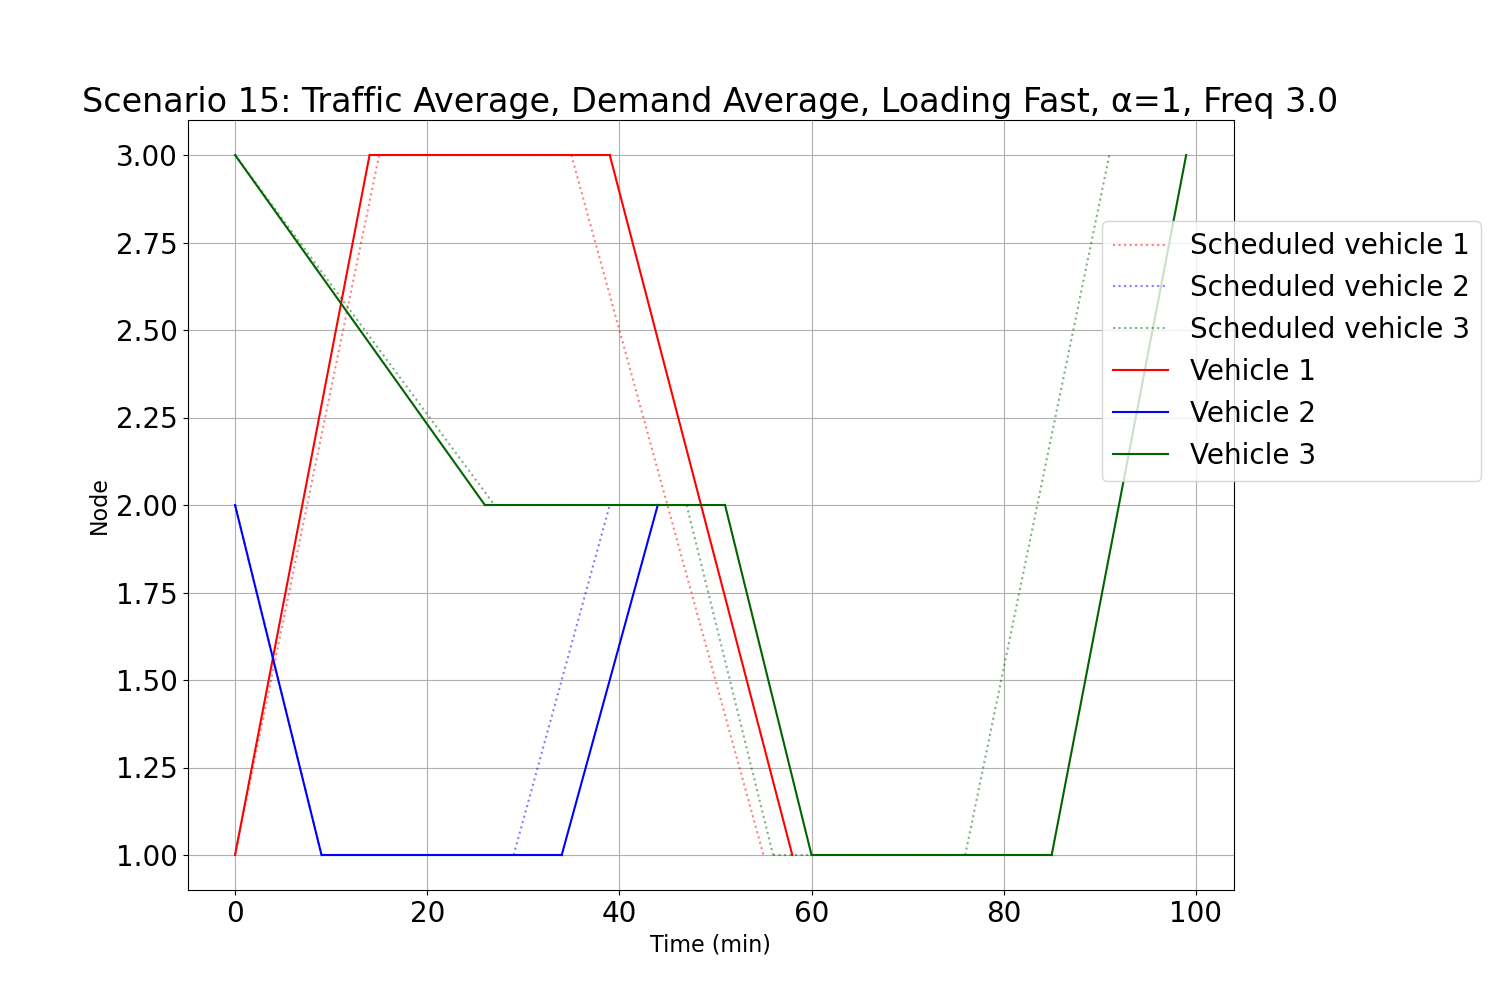 Scenario 15: Traffic Average, Demand Average, Loading Fast, α=1, Freq 3.0
3.00
2.75
2.50
2.25
2.00
1.75
1.50
1.25
1.00
Node
0 20 40 60 80 100
Time (min)
Scheduled vehicle 1
Scheduled vehicle 2
Scheduled vehicle 3
Vehicle 1
Vehicle 2
Vehicle 3